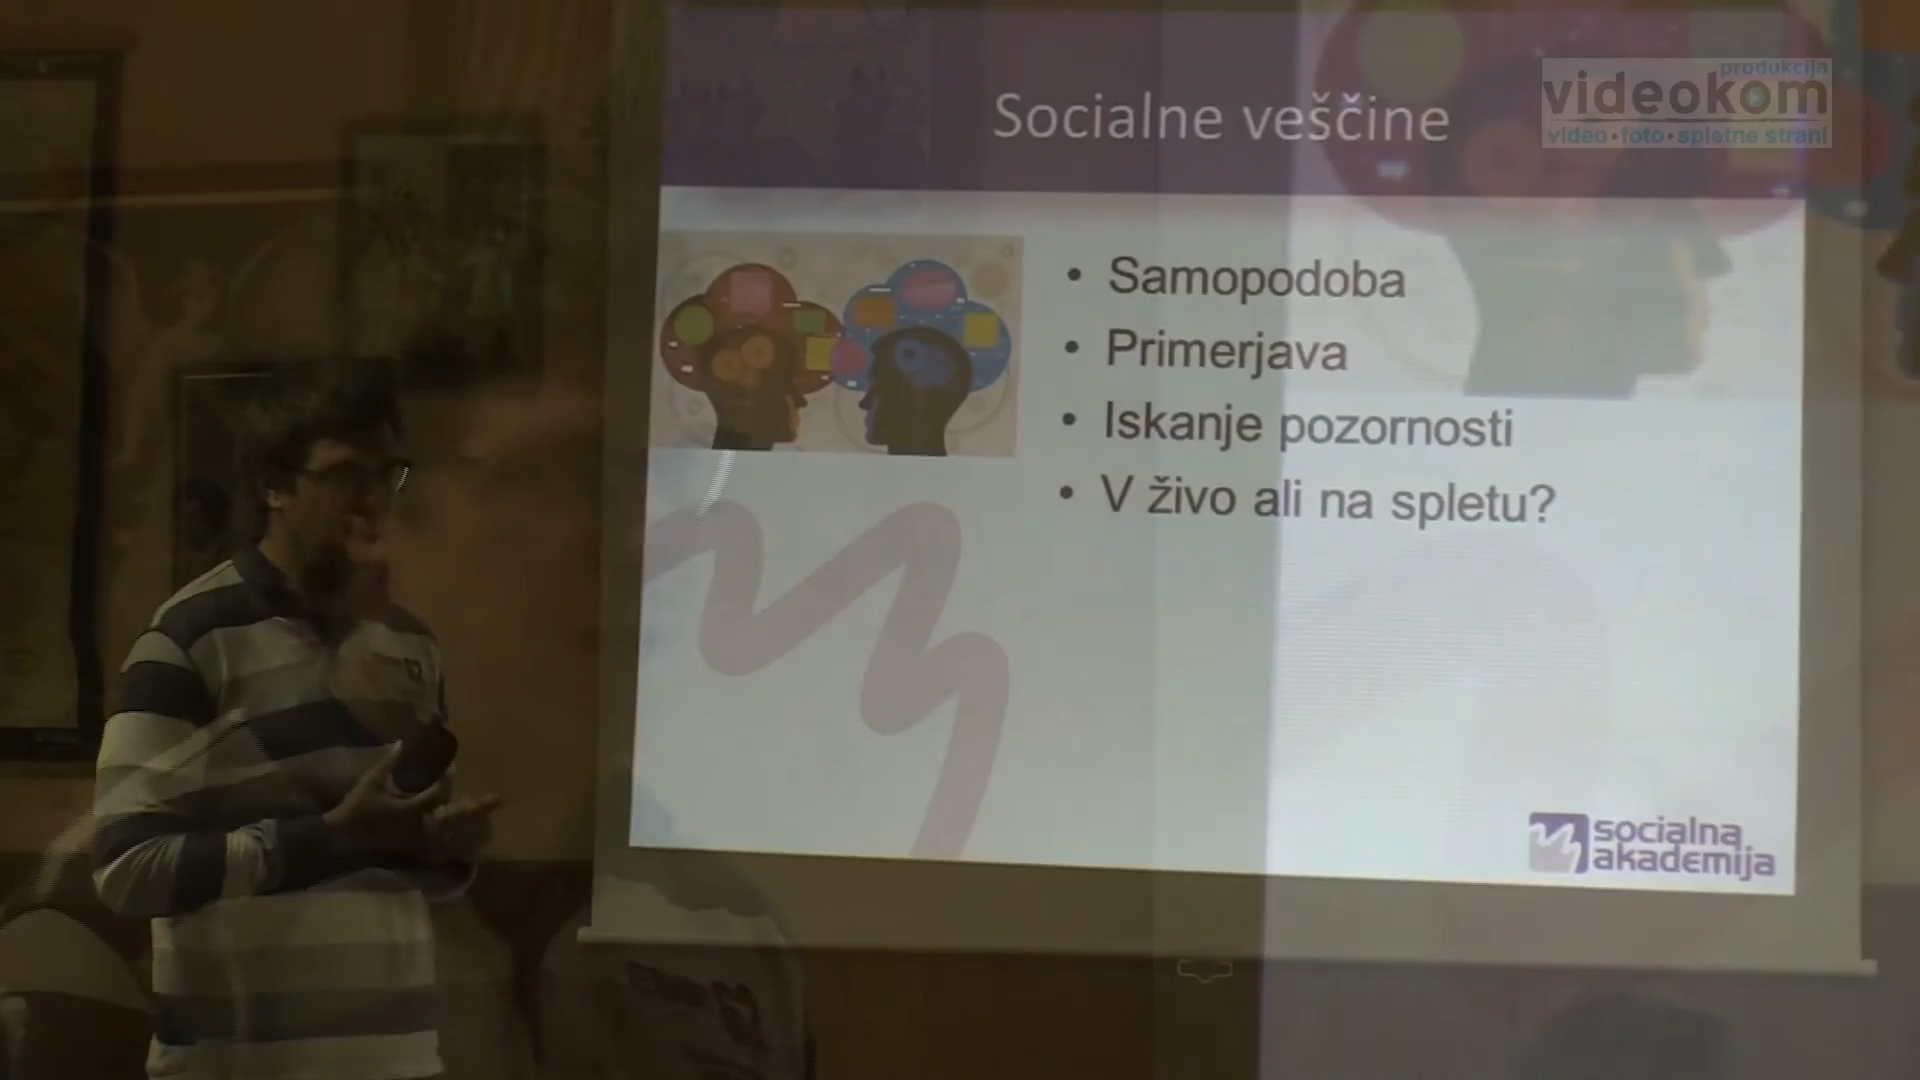 Socialne veščine
produkcija
videokom
video•foto•spletne strani
• Samopodoba
• Primerjava
• Iskanje pozornosti
• V živo ali na spletu?
socialna
akademija